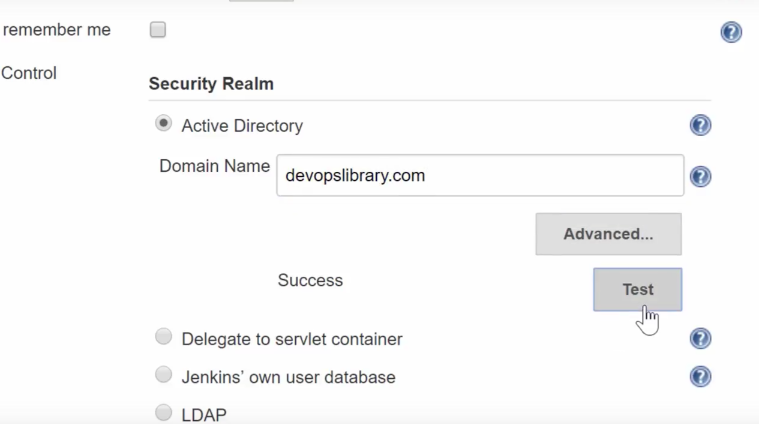 remember me
Control
Security Realm
Active Directory
Domain Name devopslibrary.com
Advanced...
Success Test
Delegate to servlet container
Jenkins’ own user database
LDAP